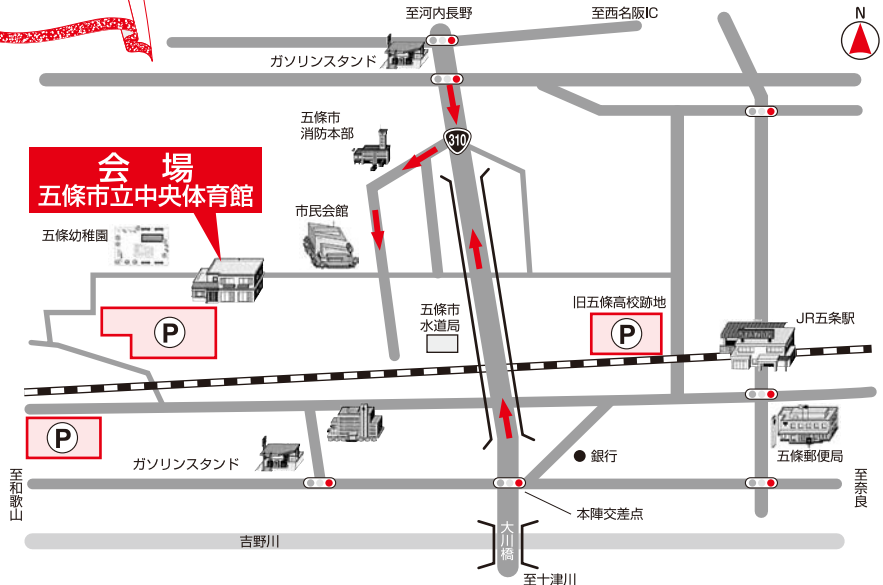 至河内長野
至西名阪IC
N
ガソリンスタンド
五條市
消防本部
310
会場
五條市立中央体育館
市民会館
五條幼稚園
五條市
水道局
旧五條高校跡地
P
P
JR五条駅
P
ガソリンスタンド
銀行
五條郵便局
至和歌山
至奈良
本陣交差点
大川橋
吉野川
至十津川